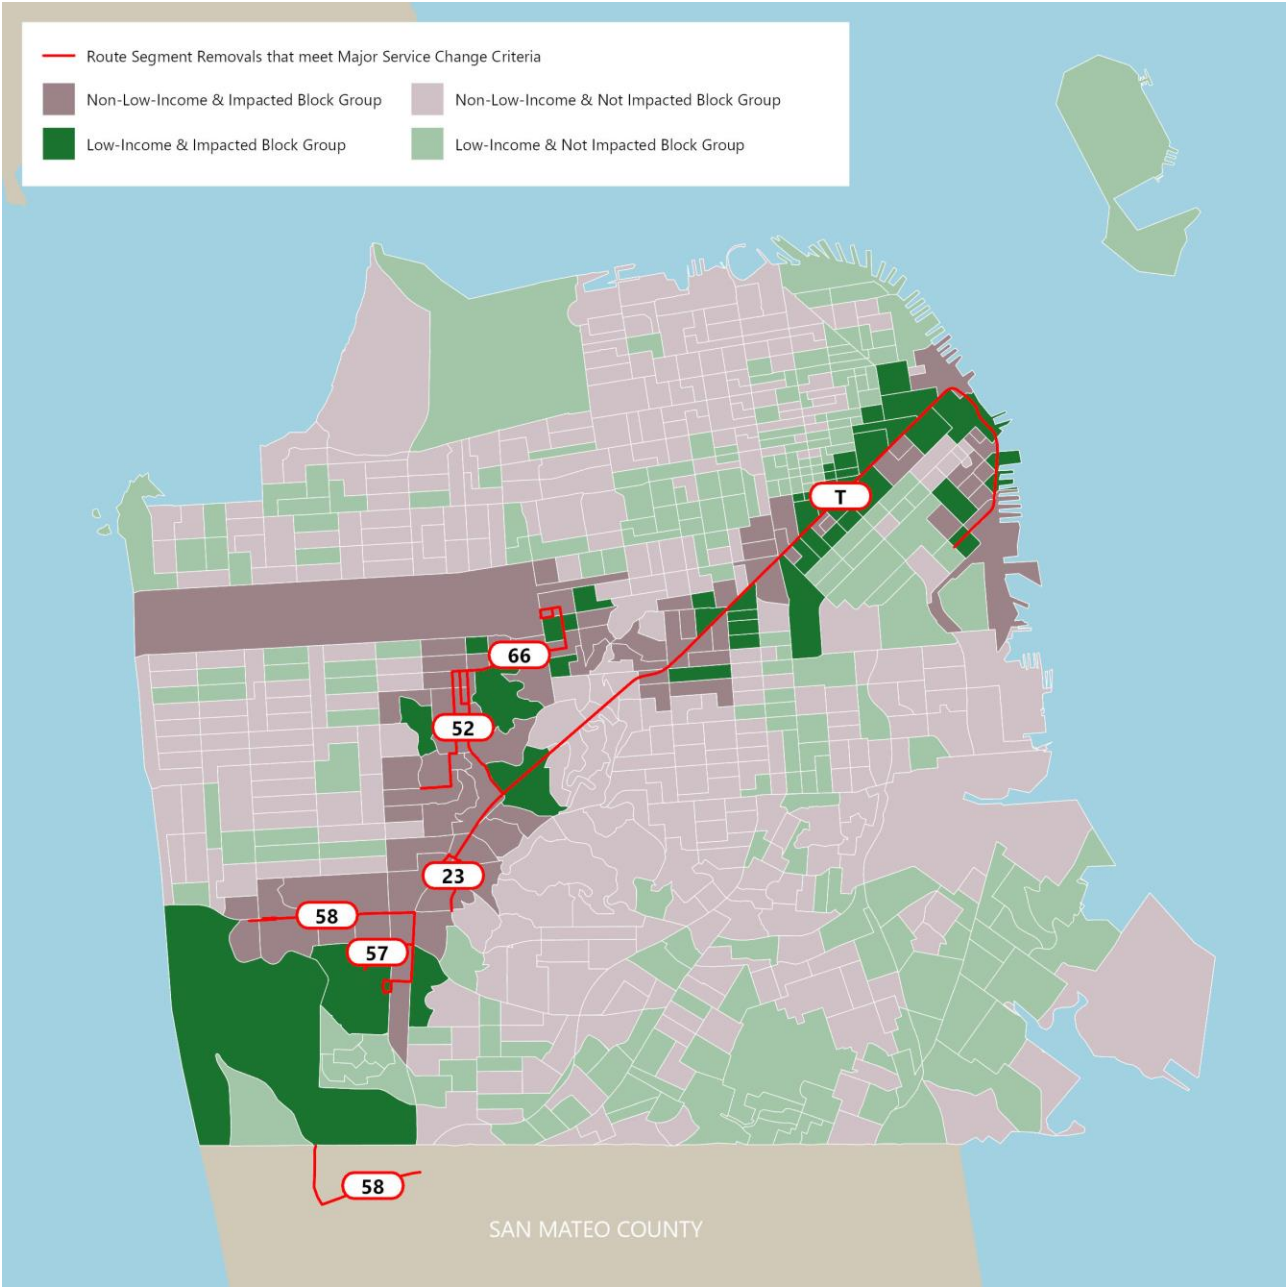 Route Segment Removals that meet Major Service Change Criteria
Non-Low-Income & Impacted Block Group
Non-Low-Income & Not Impacted Block Group
Low-Income & Impacted Block Group
Low-Income & Not Impacted Block Group
T
66
52
23
58
57
58
SAN MATEO COUNTY